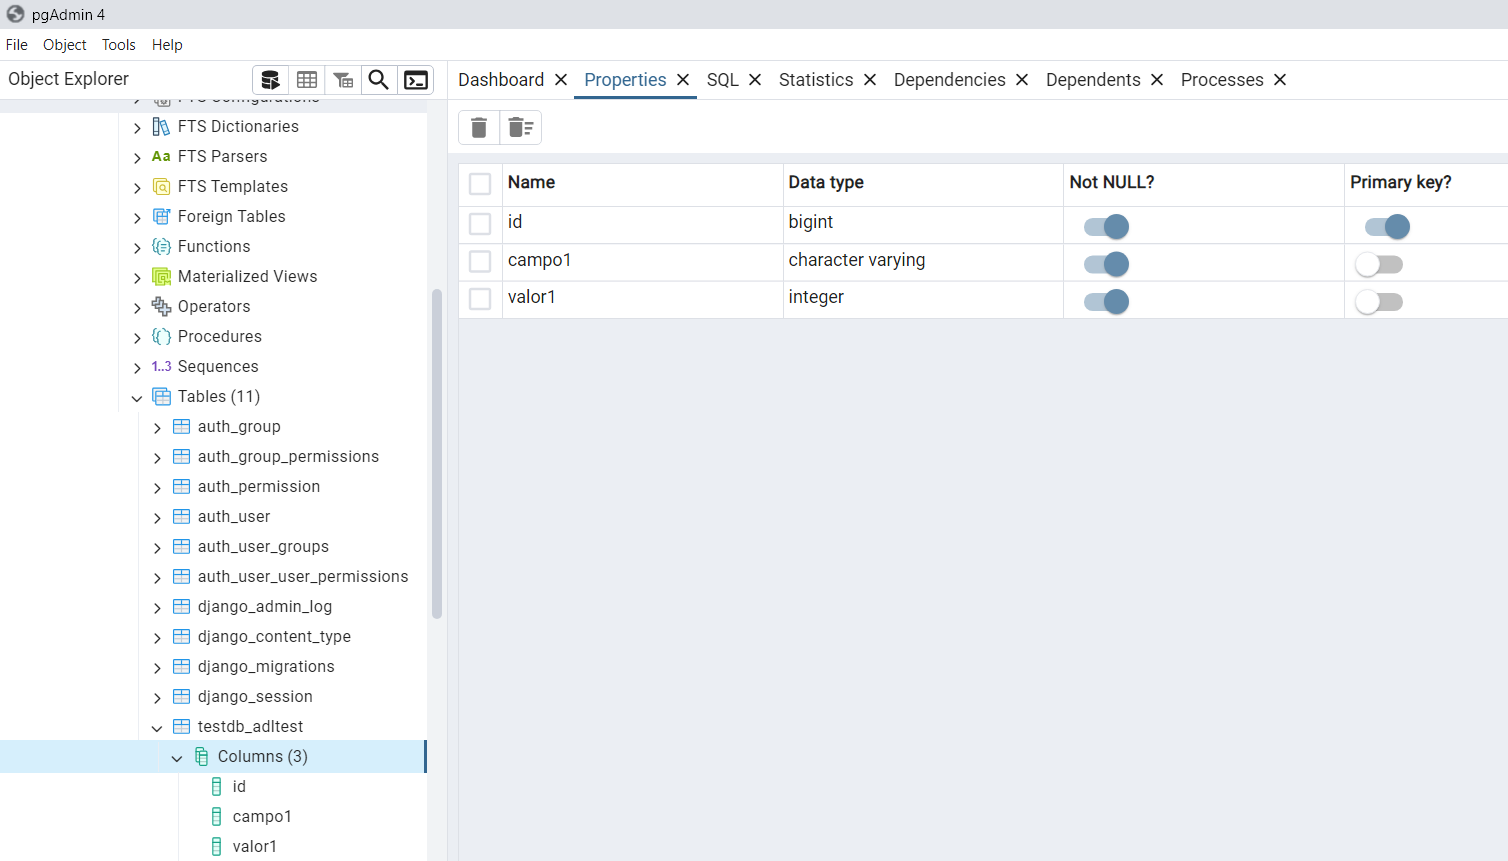 pgAdmin 4
File Object Tools Help
Object Explorer
Dashboard Properties SQL Statistics Dependencies Dependents Processes
FTS Configurations
FTS Dictionaries
Aa FTS Parsers
FTS Templates
Foreign Tables
Functions
Materialized Views
Operators
Procedures
1..3 Sequences
Tables (11)
auth_group
auth_group_permissions
auth_permission
auth_user
auth_user_groups
auth_user_user_permissions
django_admin_log
django_content_type
django_migrations
django_session
testdb_adltest
Columns (3)
id
campo1
valor1
Name Data type Not NULL? Primary key?
id bigint
campo1 character varying
valor1 integer